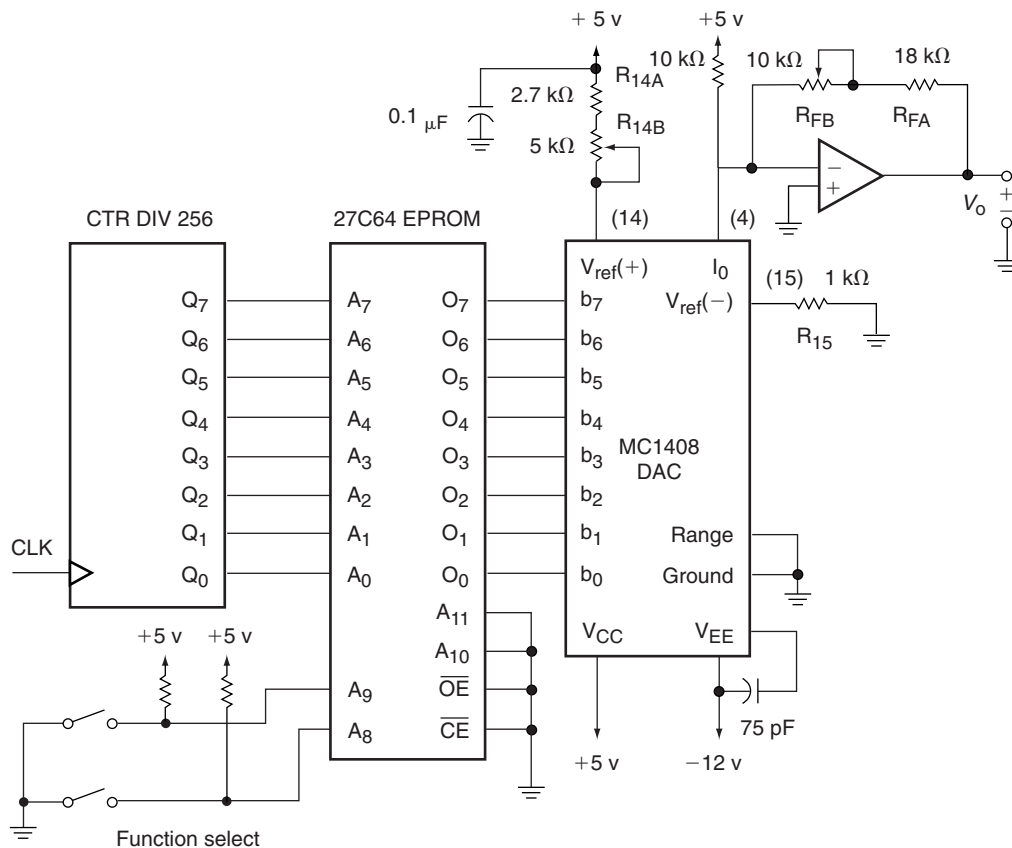 + 5 v
+5 v
10 kΩ
10 kΩ
18 kΩ
R14A
2.7 kΩ
0.1 μF
R14B
5 kΩ
RFB
RFA
−
+
Vo
+
−
CTR DIV 256
27C64 EPROM
(14)
(4)
Vref(+)
I0
(15)
1 kΩ
Vref(−)
R15
Q7
A7
O7
b7
Q6
A6
O6
b6
Q5
A5
O5
b5
Q4
A4
O4
b4
Q3
A3
O3
b3
MC1408
DAC
Q2
A2
O2
b2
Q1
A1
O1
b1
Range
CLK
Q0
A0
O0
b0
Ground
A11
A10
VCC
VEE
+5 v
+5 v
A9
OE
A8
CE
75 pF
+5 v
−12 v
Function select